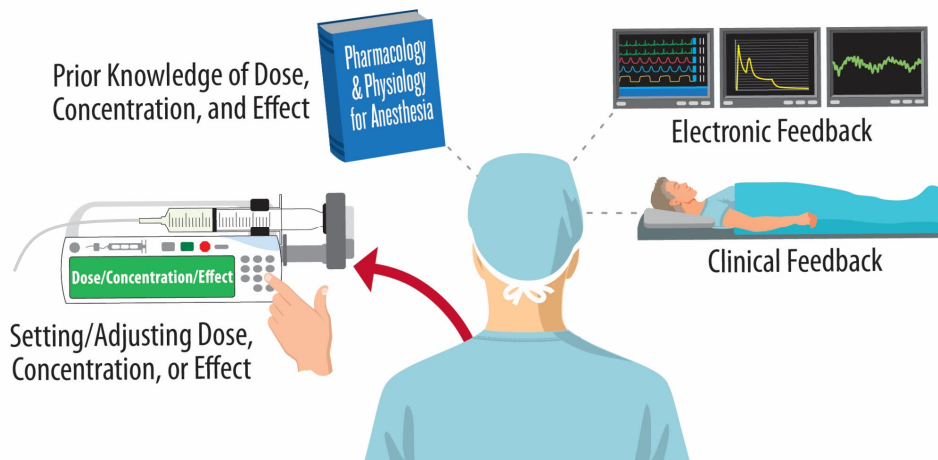 Prior Knowledge of Dose,
Concentration, and Effect
Pharmacology
& Physiology
for Anesthesia
Electronic Feedback
Clinical Feedback
Dose/Concentration/Effect
Setting/Adjusting Dose,
Concentration, or Effect